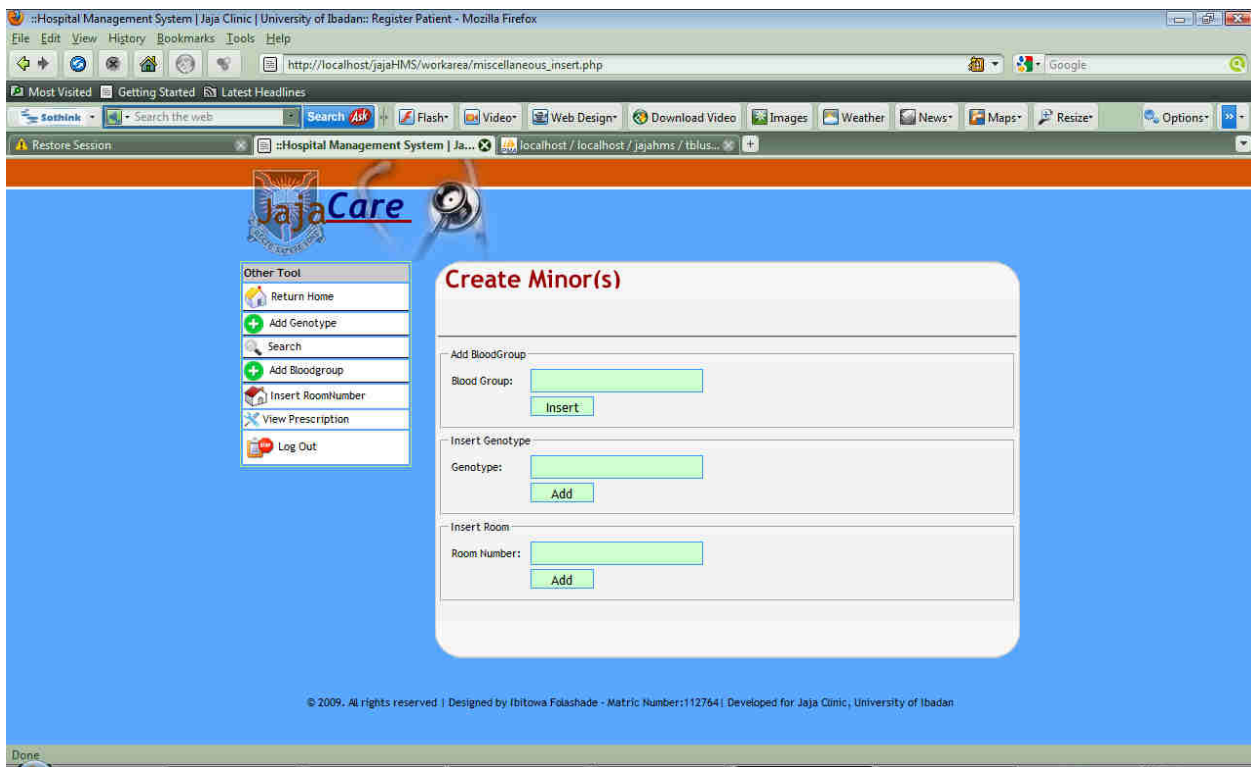 ::Hospital Management System | Jaja Clinic | University of Ibadan:: Register Patient - Mozilla Firefox
File Edit View History Bookmarks Tools Help
http://localhost/jajaHMS/workarea/miscellaneous_insert.php
Google
Most Visited Getting Started Latest Headlines
Sothink Search the web Search Ask Flash Video Web Design Download Video Images Weather News Maps Resize Options
Restore Session ::Hospital Management System | Ja... localhost / localhost / jajahms / tblus...
JajaCare
Other Tool
Return Home
Add Genotype
Search
Add Bloodgroup
Insert RoomNumber
View Prescription
Log Out
Create Minor(s)
Add BloodGroup
Blood Group:
Insert
Insert Genotype
Genotype:
Add
Insert Room
Room Number:
Add
© 2009. All rights reserved | Designed by Ibitowa Folashade - Matric Number:112764| Developed for Jaja Clinic, University of Ibadan
Done